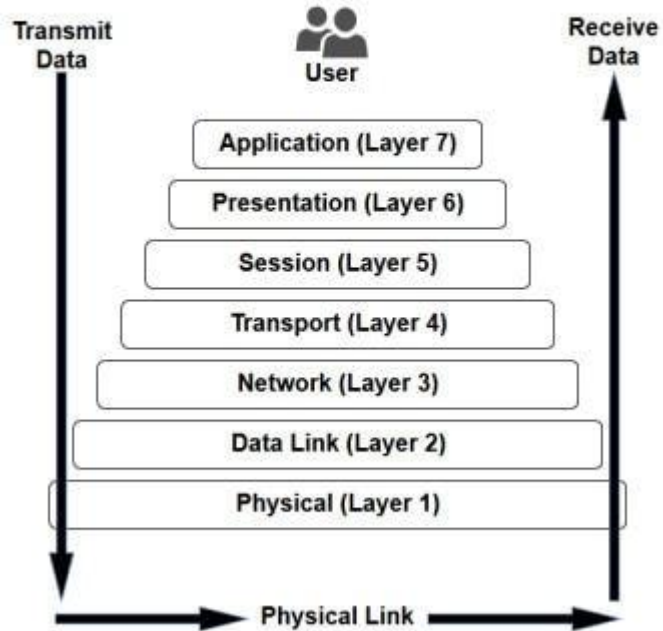 Transmit
Data
User
Receive
Data
Application (Layer 7)
Presentation (Layer 6)
Session (Layer 5)
Transport (Layer 4)
Network (Layer 3)
Data Link (Layer 2)
Physical (Layer 1)
Physical Link